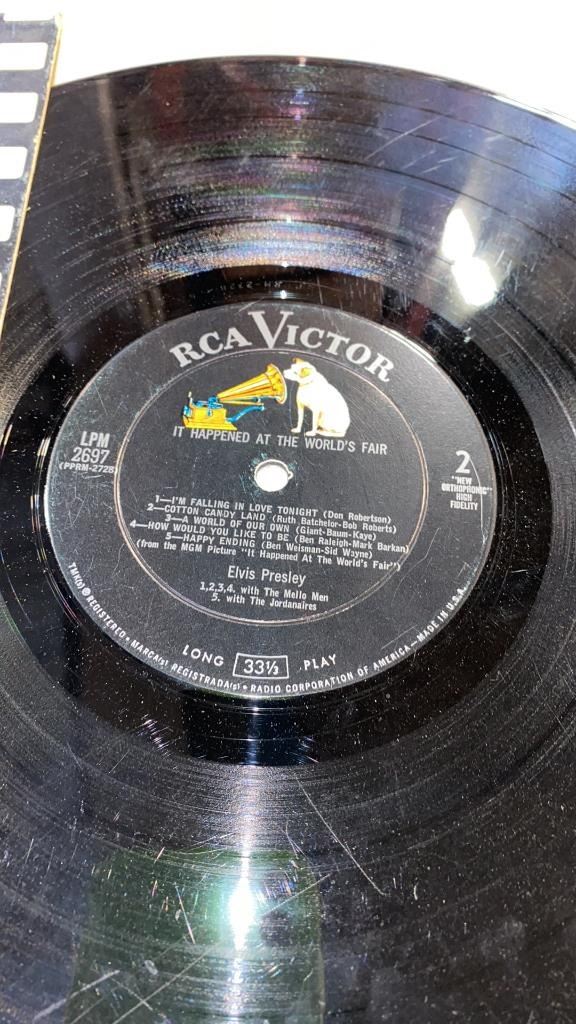 RCA VICTOR
IT HAPPENED AT THE WORLD'S FAIR
LPM
2697
(PPRM-2728)
2
"NEW
ORTHOPHONIC"
HIGH
FIDELITY
1—I'M FALLING IN LOVE TONIGHT (Don Robertson)
2—COTTON CANDY LAND (Ruth Batchelor-Bob Roberts)
3—A WORLD OF OUR OWN (Giant-Baum-Kaye)
4—HOW WOULD YOU LIKE TO BE (Ben Raleigh-Mark Barkan)
5—HAPPY ENDING (Ben Weisman-Sid Wayne)
(from the MGM Picture "It Happened At The World's Fair")
Elvis Presley
1,2,3,4. with The Mello Men
5. with The Jordanaires
LONG 33⅓ PLAY
TMK(s) ® REGISTERED • MARCA(s) REGISTRADA(s) • RADIO CORPORATION OF AMERICA—MADE IN U.S.A.